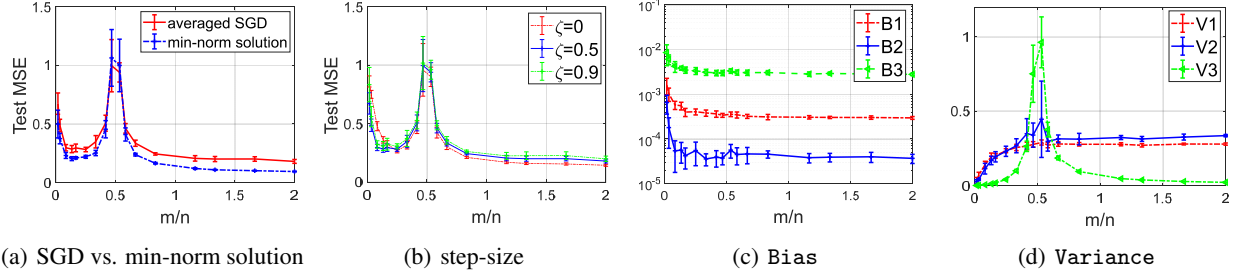 averaged SGD
min-norm solution
Test MSE
1
0.5
0
0
0.5
1
1.5
2
m/n
(a) SGD vs. min-norm solution
ζ=0
ζ=0.5
ζ=0.9
Test MSE
1
0.5
0
0
0.5
1
1.5
2
m/n
(b) step-size
B1
B2
B3
10⁻¹
10⁻²
10⁻³
10⁻⁴
10⁻⁵
0
0.5
1
1.5
2
m/n
(c) Bias
V1
V2
V3
1
0.5
0
0
0.5
1
1.5
2
m/n
(d) Variance